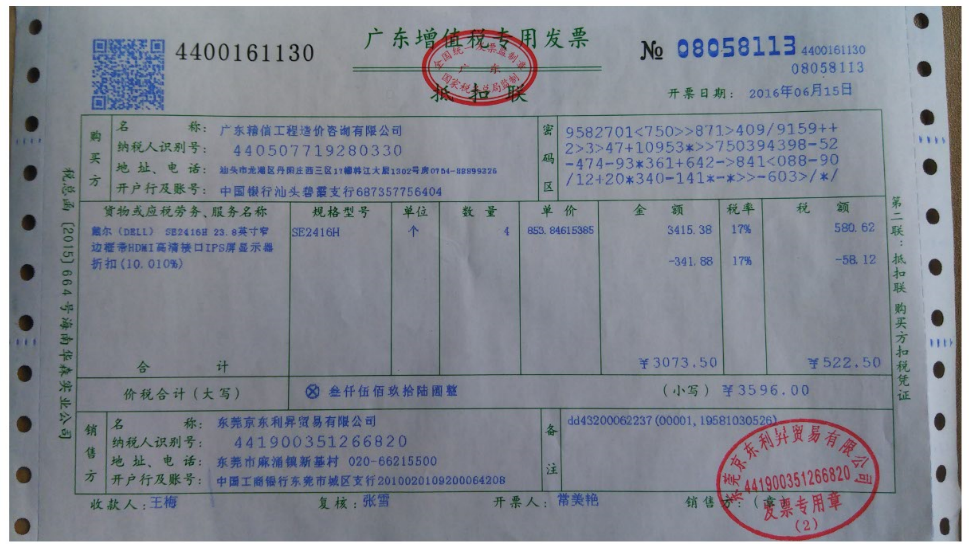 4400161130
广东增值税专用发票
全国统一发票监制章
广东
国家税务总局监制
抵扣联
№ 08058113 4400161130
08058113
开票日期: 2016年06月15日
购买方
名 称: 广东精信工程造价咨询有限公司
纳税人识别号: 440507719280330
地址、电话: 汕头市龙湖区丹阳庄西三区17幢韩江大厦1302号房0754-88899226
开户行及账号: 中国银行汕头碧霞支行687357756404
密码区
9582701<750>>871>409/9159++
2>3>47+10953*>>750394398-52
-474-93*361+642->841<088-90
/12+20*340-141*-*>>-603>/*/
货物或应税劳务、服务名称 规格型号 单位 数 量 单 价 金 额 税率 税 额
戴尔 (DELL) SE2416H 23.8英寸窄 SE2416H 个 4 853.84615385 3415.38 17% 580.62
边框带HDMI高清接口IPS屏显示器
折扣(10.010%) -341.88 17% -58.12
合 计 ¥3073.50 ¥522.50
价税合计(大写) ⊗ 叁仟伍佰玖拾陆圆整 (小写) ¥3596.00
销售方
名 称: 东莞京东利昇贸易有限公司
纳税人识别号: 441900351266820
地址、电话: 东莞市麻涌镇新基村 020-66215500
开户行及账号: 中国工商银行东莞市城区支行2010020109200064208
备注
dd43200062237(00001,19581030526)
收款人: 王梅 复核: 张雪 开票人: 常美艳 销售方:(章
东莞京东利昇贸易有限公司
441900351266820
发票专用章
(2)
税总函[2015]664号海南华森实业公司
第二联:抵扣联 购买方扣税凭证